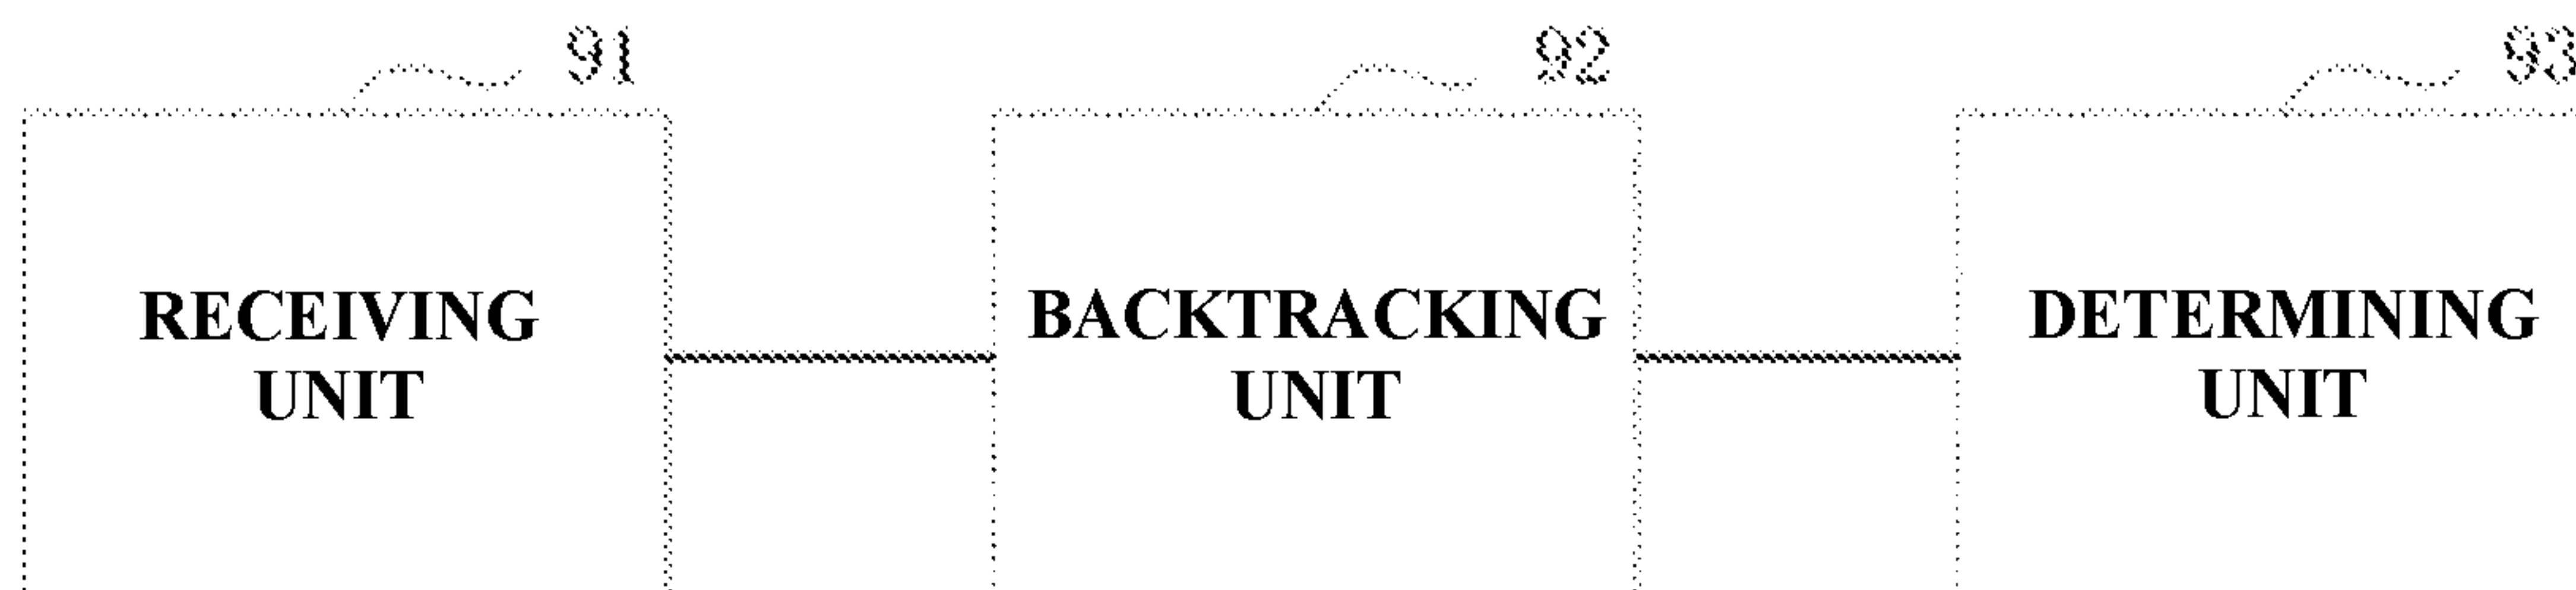 91
92
93
RECEIVING
UNIT
BACKTRACKING
UNIT
DETERMINING
UNIT